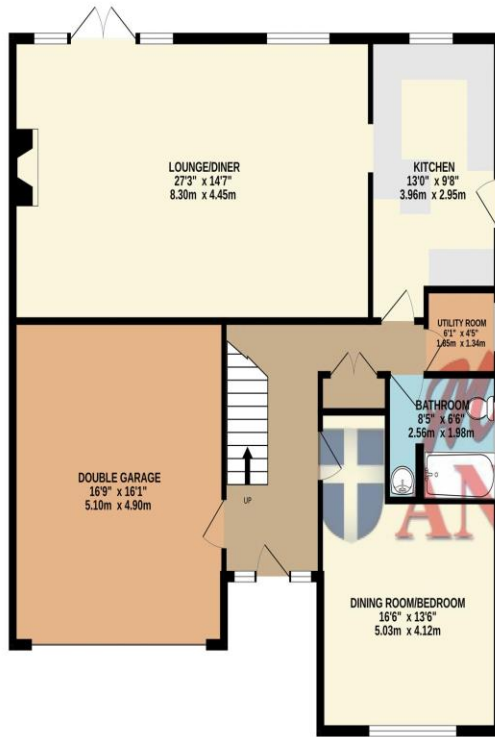 LOUNGE/DINER
27'3" x 14'7"
8.30m x 4.45m
KITCHEN
13'0" x 9'8"
3.96m x 2.95m
UTILITY ROOM
6'1" x 4'5"
1.85m x 1.34m
BATHROOM
8'5" x 6'6"
2.56m x 1.98m
DOUBLE GARAGE
16'9" x 16'1"
5.10m x 4.90m
UP
AN
DINING ROOM/BEDROOM
16'6" x 13'6"
5.03m x 4.12m